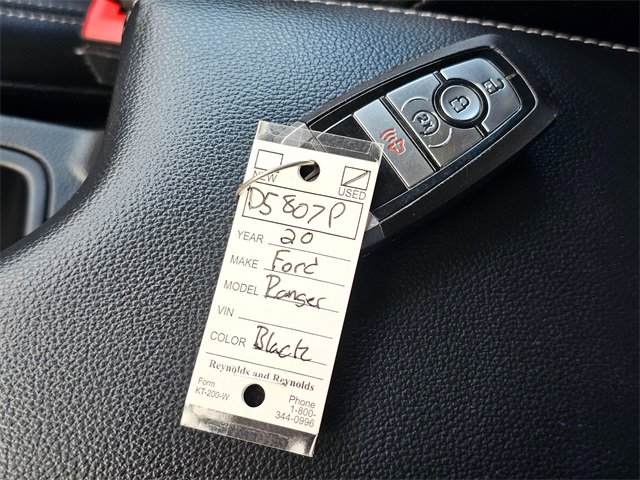 NEW USED
D5807P
YEAR 20
MAKE Ford
MODEL Ranger
VIN
COLOR Black
Reynolds and Reynolds
Form
KT-200-W
Phone
1-800-
344-0996